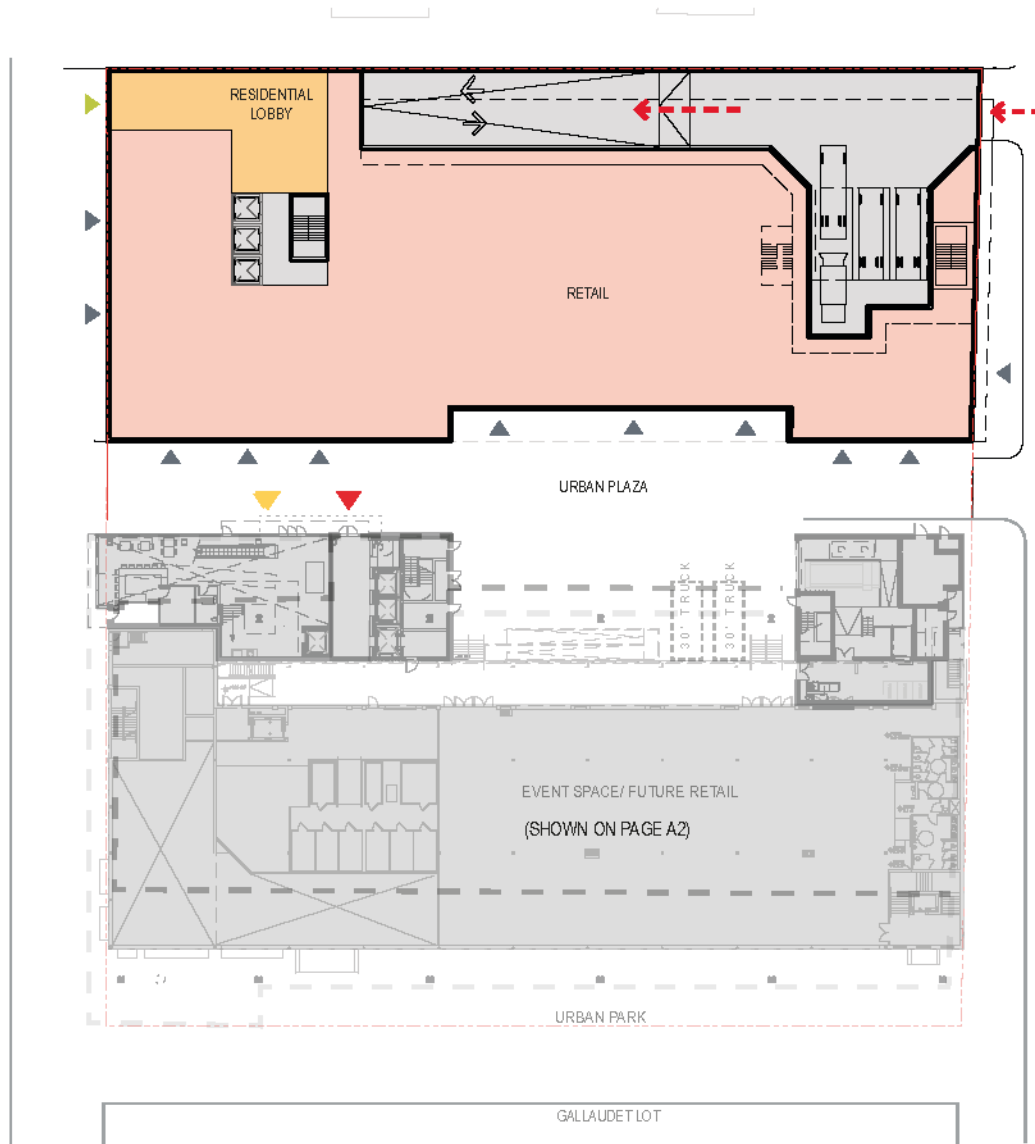 RESIDENTIAL
LOBBY
RETAIL
URBAN PLAZA
30' TRUCK
30' TRUCK
EVENT SPACE/ FUTURE RETAIL
(SHOWN ON PAGE A2)
URBAN PARK
GALLAUDET LOT